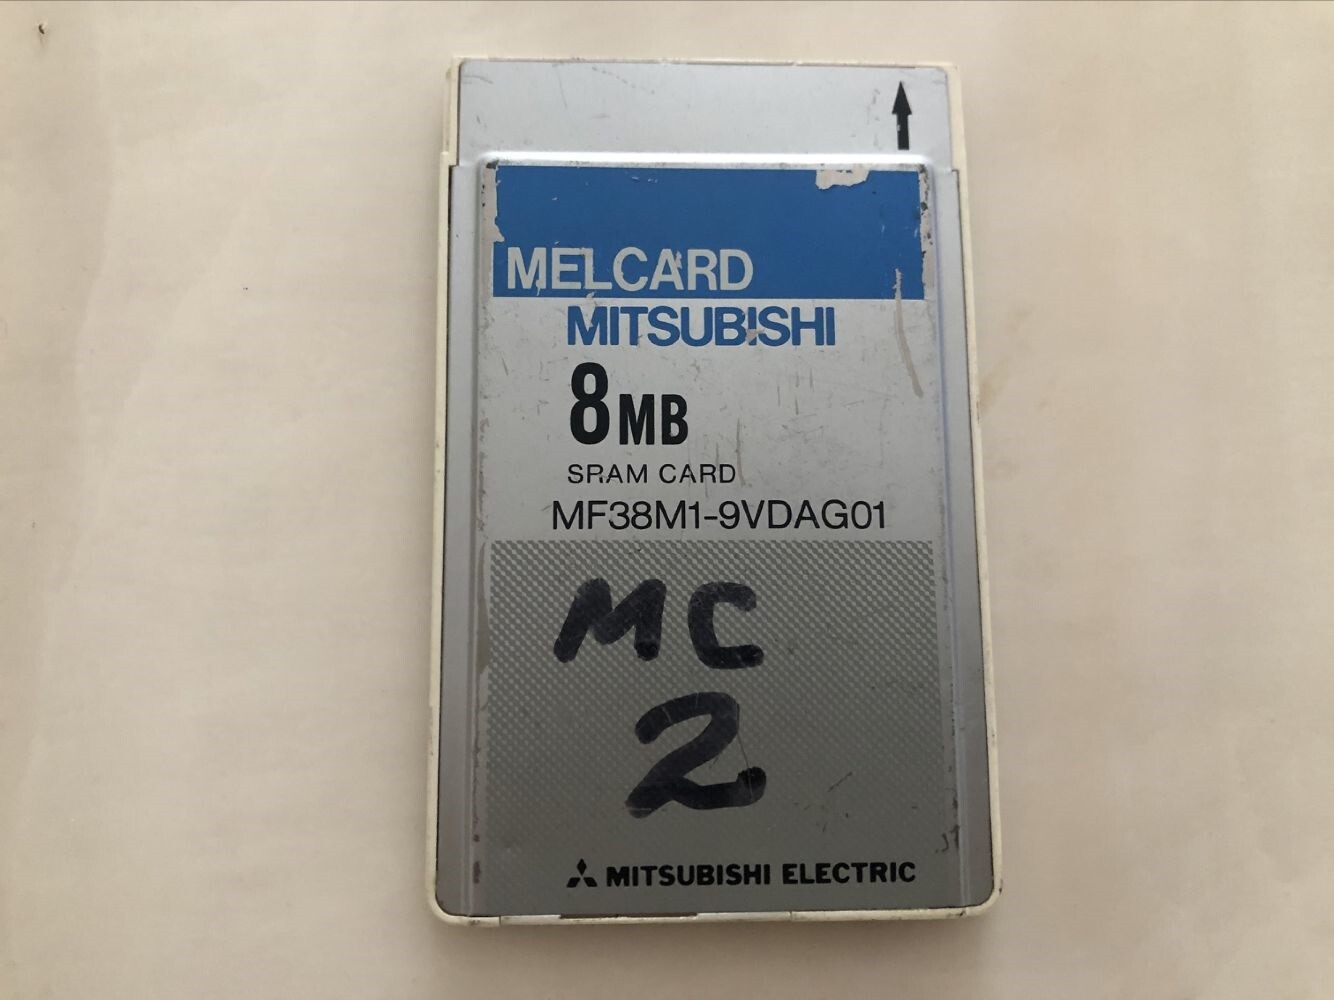 MELCARD
MITSUBISHI
8MB
SRAM CARD
MF38M1-9VDAG01
MC
2
MITSUBISHI ELECTRIC